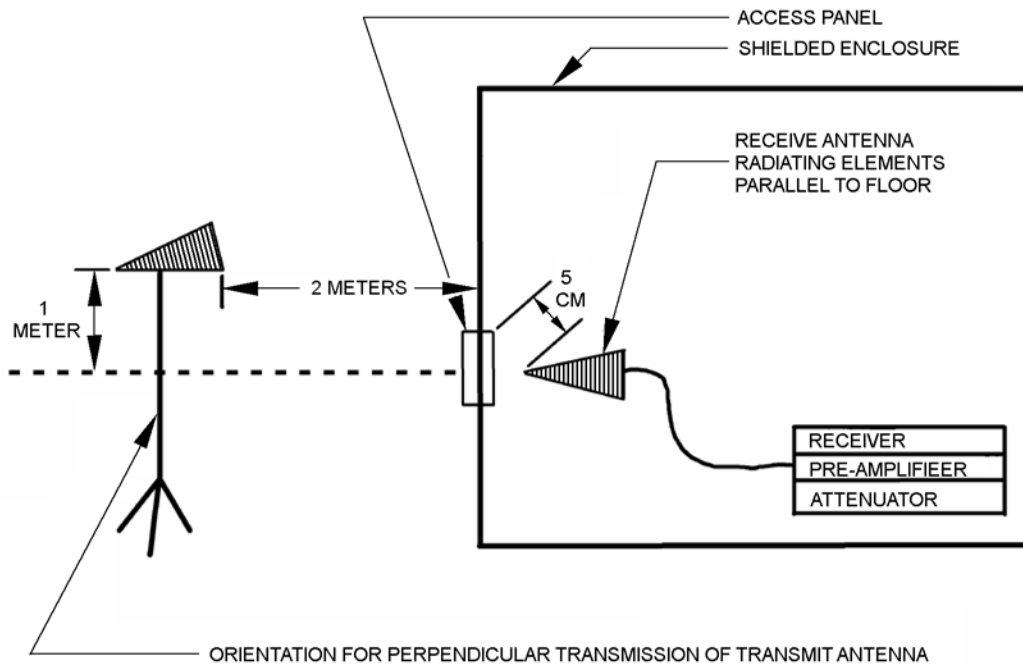 ACCESS PANEL
SHIELDED ENCLOSURE
RECEIVE ANTENNA
RADIATING ELEMENTS
PARALLEL TO FLOOR
5
CM
2 METERS
1
METER
RECEIVER
PRE-AMPLIFIEER
ATTENUATOR
ORIENTATION FOR PERPENDICULAR TRANSMISSION OF TRANSMIT ANTENNA